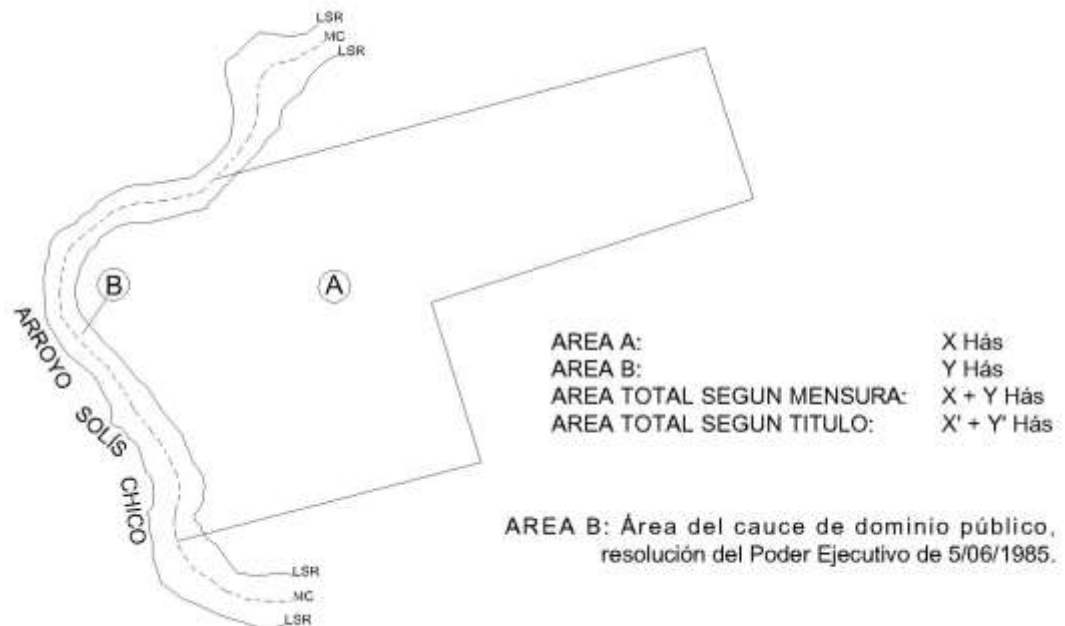 LSR
MC
LSR
B
A
ARROYO SOLÍS CHICO
AREA A: X Hás
AREA B: Y Hás
AREA TOTAL SEGUN MENSURA: X + Y Hás
AREA TOTAL SEGUN TITULO: X' + Y' Hás
AREA B: Área del cauce de dominio público,
resolución del Poder Ejecutivo de 5/06/1985.
LSR
MC
LSR